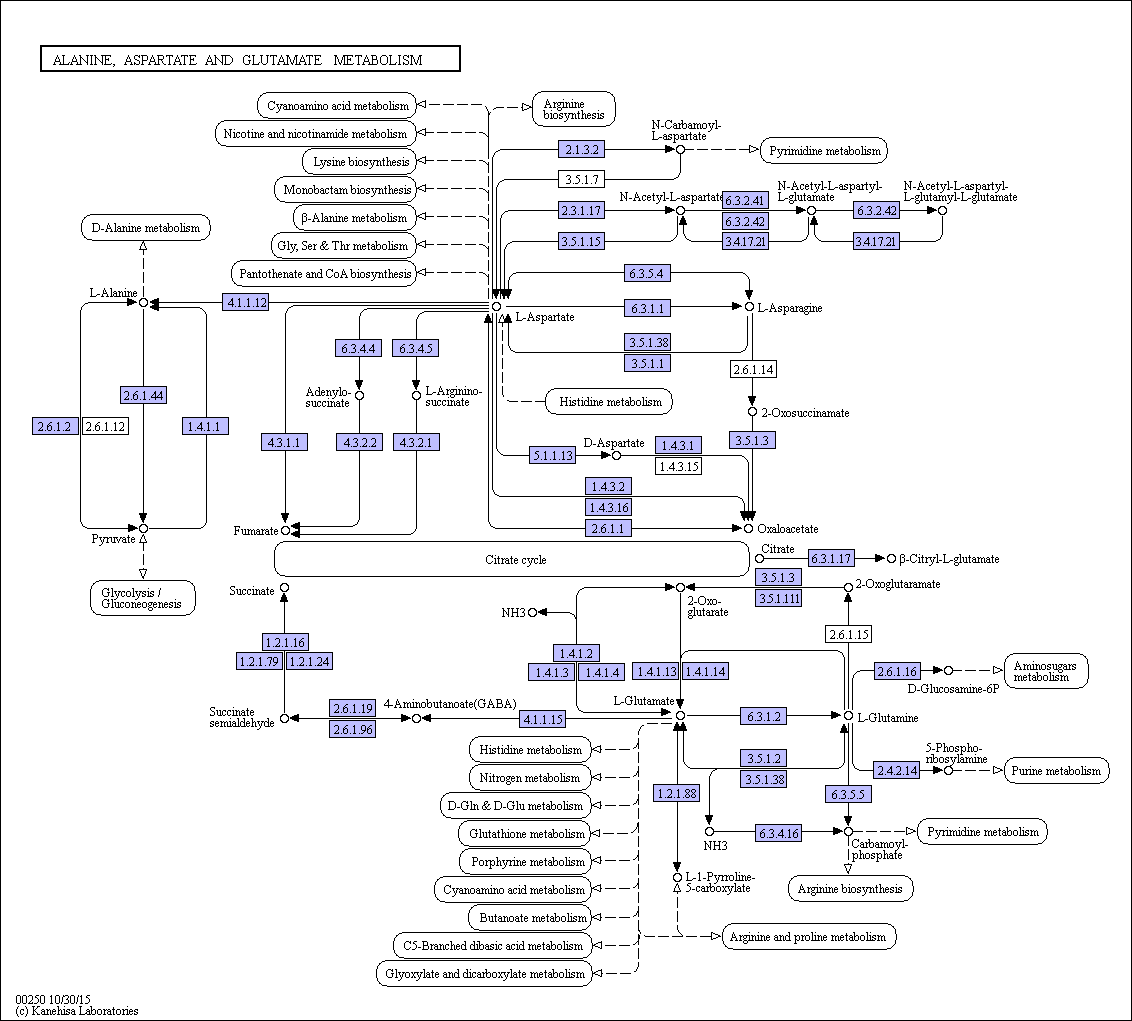 ALANINE, ASPARTATE AND GLUTAMATE METABOLISM
Cyanoamino acid metabolism
Arginine
biosynthesis
Nicotine and nicotinamide metabolism
N-Carbamoyl-
L-aspartate
2.1.3.2
Pyrimidine metabolism
Lysine biosynthesis
3.5.1.7
Monobactam biosynthesis
N-Acetyl-L-aspartate
6.3.2.41
N-Acetyl-L-aspartyl-
L-glutamate
N-Acetyl-L-aspartyl-
L-glutamyl-L-glutamate
β-Alanine metabolism
2.3.1.17
6.3.2.42
6.3.2.42
D-Alanine metabolism
Gly, Ser & Thr metabolism
3.5.1.15
3.4.17.21
3.4.17.21
Pantothenate and CoA biosynthesis
6.3.5.4
L-Alanine
4.1.1.12
L-Aspartate
6.3.1.1
L-Asparagine
6.3.4.4
6.3.4.5
3.5.1.38
3.5.1.1
2.6.1.14
2.6.1.44
Adenylo-
succinate
L-Arginino-
succinate
Histidine metabolism
2-Oxosuccinamate
2.6.1.2
2.6.1.12
1.4.1.1
4.3.1.1
4.3.2.2
4.3.2.1
D-Aspartate
5.1.1.13
1.4.3.1
1.4.3.15
3.5.1.3
1.4.3.2
1.4.3.16
Pyruvate
Fumarate
2.6.1.1
Oxaloacetate
Citrate cycle
Citrate
6.3.1.17
β-Citryl-L-glutamate
Glycolysis /
Gluconeogenesis
Succinate
2-Oxo-
glutarate
3.5.1.3
3.5.1.111
2-Oxoglutaramate
NH3
1.2.1.16
1.2.1.79
1.2.1.24
1.4.1.2
1.4.1.3
1.4.1.4
1.4.1.13
1.4.1.14
2.6.1.15
2.6.1.16
D-Glucosamine-6P
Aminosugars
metabolism
Succinate
semialdehyde
2.6.1.19
2.6.1.96
4-Aminobutanoate(GABA)
4.1.1.15
L-Glutamate
6.3.1.2
L-Glutamine
Histidine metabolism
Nitrogen metabolism
D-Gln & D-Glu metabolism
Glutathione metabolism
Porphyrine metabolism
Cyanoamino acid metabolism
Butanoate metabolism
C5-Branched dibasic acid metabolism
Glyoxylate and dicarboxylate metabolism
3.5.1.2
3.5.1.38
2.4.2.14
5-Phospho-
ribosylamine
Purine metabolism
1.2.1.88
6.3.5.5
NH3
6.3.4.16
Carbamoyl-
phosphate
Pyrimidine metabolism
L-1-Pyrroline-
5-carboxylate
Arginine biosynthesis
Arginine and proline metabolism
00250 10/30/15
(c) Kanehisa Laboratories